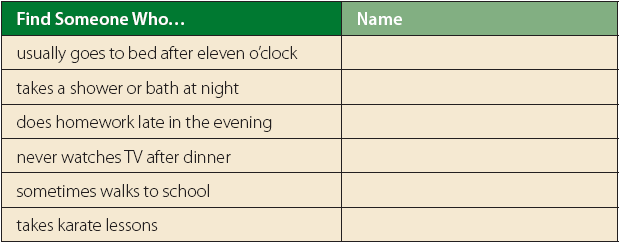 Find Someone Who… Name
usually goes to bed after eleven o’clock
takes a shower or bath at night
does homework late in the evening
never watches TV after dinner
sometimes walks to school
takes karate lessons